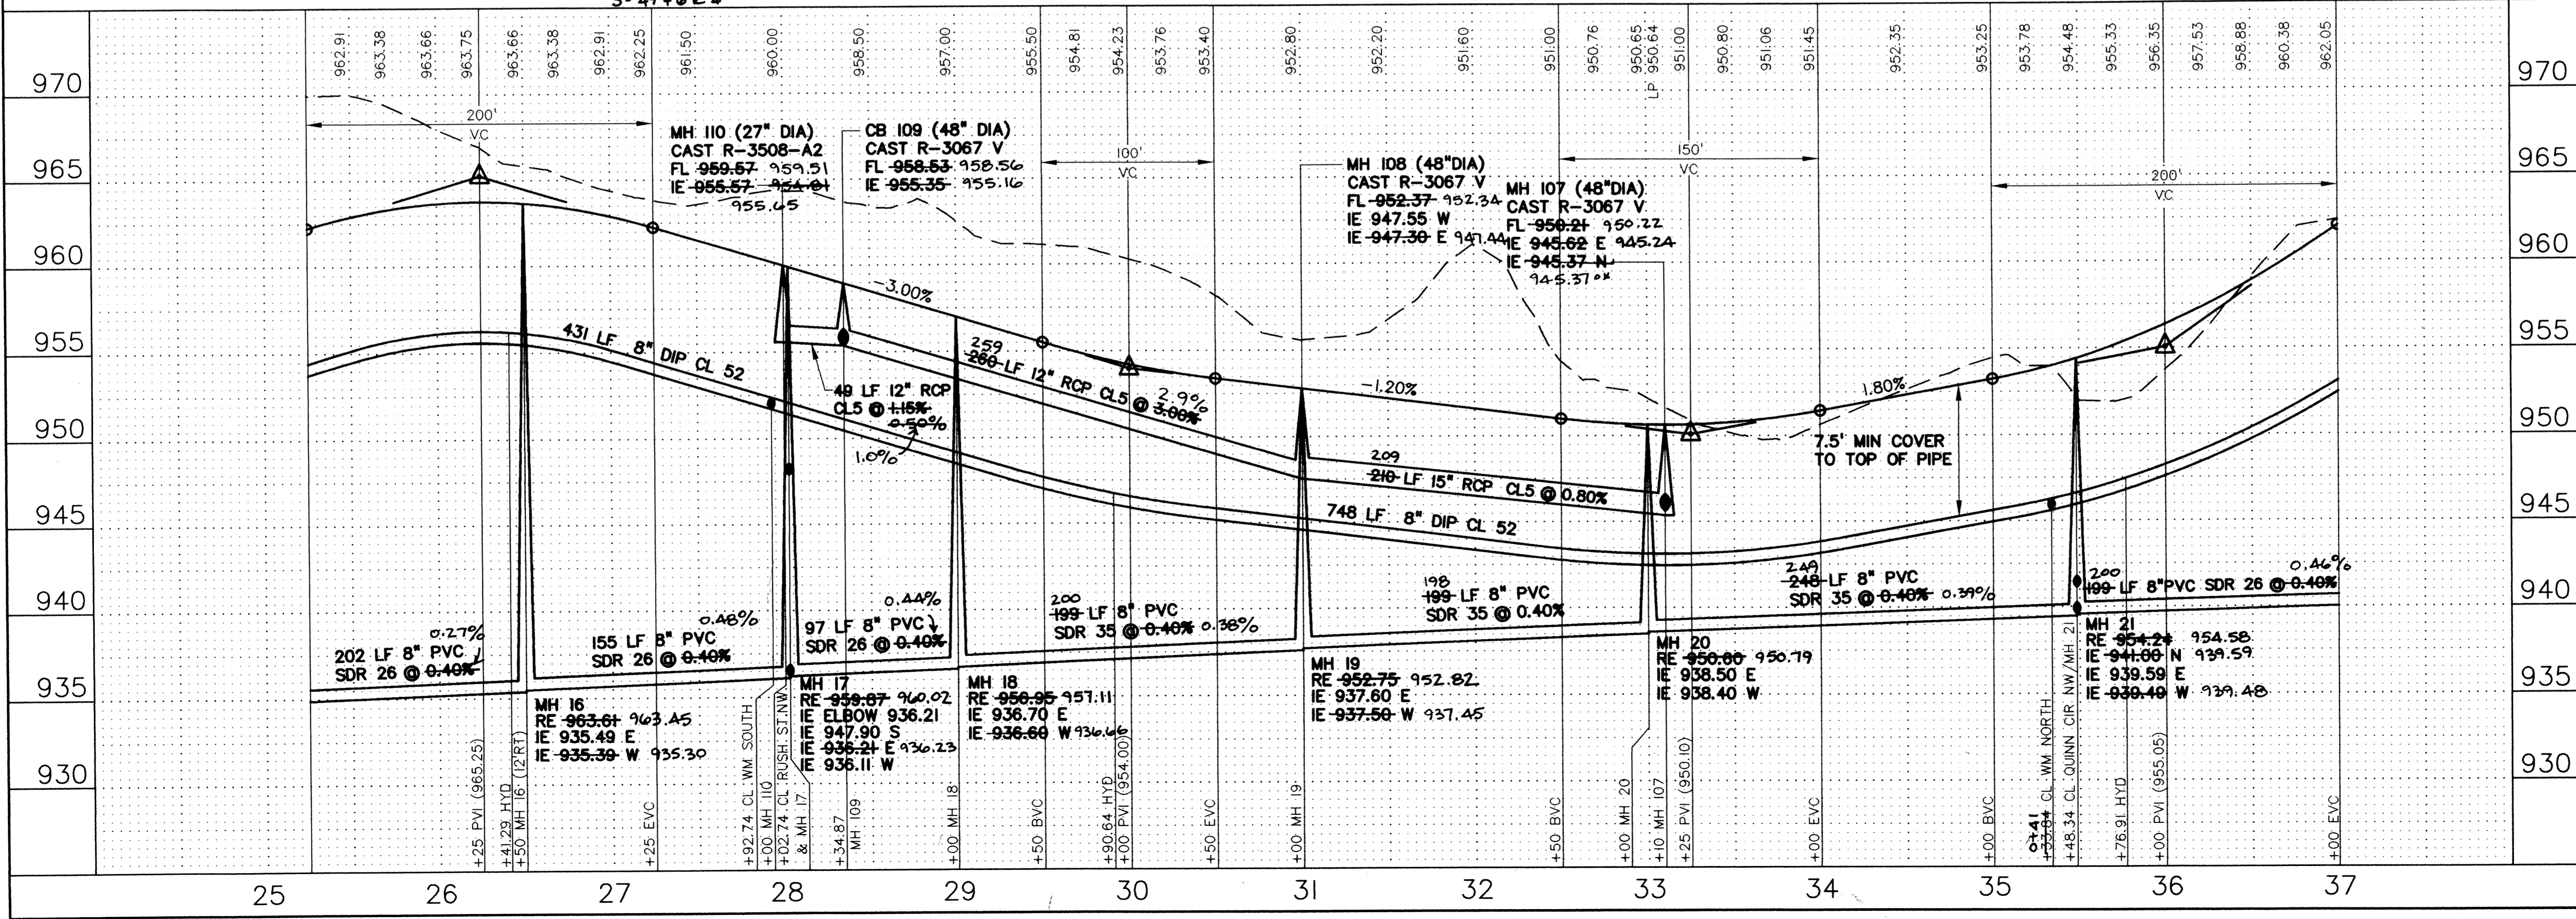 962.91
963.38
963.66
963.75
963.66
963.38
962.91
962.25
961.50
960.00
958.50
957.00
955.50
954.81
954.23
953.76
953.40
952.80
952.20
951.60
951.00
950.76
950.65
LP 950.64
951.00
950.80
951.06
951.45
952.35
953.25
953.78
954.48
955.33
956.35
957.53
958.88
960.38
962.05
970
970
965
965
960
960
955
955
950
950
945
945
940
940
935
935
930
930
200'
VC
100'
VC
150'
VC
200'
VC
MH 110 (27" DIA)
CAST R-3508-A2
FL 959.57 959.51
IE 955.57 954.81
955.65
CB 109 (48" DIA)
CAST R-3067 V
FL 958.53 958.56
IE 955.35 955.16
MH 108 (48"DIA)
CAST R-3067 V
FL 952.37 952.34
IE 947.55 W
IE 947.30 E 947.44
MH 107 (48"DIA)
CAST R-3067 V
FL 950.21 950.22
IE 945.62 E 945.24
IE 945.37 N
945.37 OK
-3.00%
-1.20%
1.80%
431 LF 8" DIP CL 52
49 LF 12" RCP
CL5 @ 1.15%
0.50%
1.0%
259
260 LF 12" RCP CL5 @ 3.00%
2.9%
209
210 LF 15" RCP CL5 @ 0.80%
748 LF 8" DIP CL 52
7.5' MIN COVER
TO TOP OF PIPE
0.27%
202 LF 8" PVC
SDR 26 @ 0.40%
0.48%
155 LF 8" PVC
SDR 26 @ 0.40%
0.44%
97 LF 8" PVC
SDR 26 @ 0.40%
200
199 LF 8" PVC
SDR 35 @ 0.40% 0.38%
198
199 LF 8" PVC
SDR 35 @ 0.40%
249
248 LF 8" PVC
SDR 35 @ 0.40% 0.39%
0.46%
200
199 LF 8"PVC SDR 26 @ 0.40%
MH 16
RE 963.61 963.45
IE 935.49 E
IE 935.39 W 935.30
MH 17
RE 959.87 960.02
IE ELBOW 936.21
IE 947.90 S
IE 936.21 E 936.23
IE 936.11 W
MH 18
RE 956.95 957.11
IE 936.70 E
IE 936.60 W 936.66
MH 19
RE 952.75 952.82
IE 937.60 E
IE 937.50 W 937.45
MH 20
RE 950.60 950.79
IE 938.50 E
IE 938.40 W
MH 21
RE 954.24 954.58
IE 941.00 N 939.59
IE 939.59 E
IE 939.49 W 939.48
+25 PVI (965.25)
+41.29 HYD
+50 MH 16 (12'RT)
+25 EVC
+92.74 CL WM SOUTH
+00 MH 110
+02.74 CL RUSH ST.NW
& MH 17
+34.87
MH 109
+00 MH 18
+50 BVC
+90.64 HYD
+00 PVI (954.00)
+50 EVC
+00 MH 19
+50 BVC
+00 MH 20
+10 MH 107
+25 PVI (950.10)
+00 EVC
+00 BVC
0+41
+33.84 CL WM NORTH
+48.34 CL QUINN CIR NW/MH 21
+76.91 HYD
+00 PVI (955.05)
+00 EVC
25 26 27 28 29 30 31 32 33 34 35 36 37